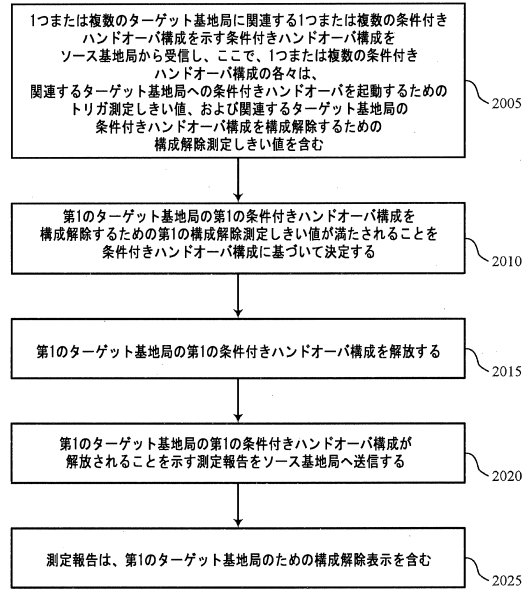 1つまたは複数のターゲット基地局に関連する1つまたは複数の条件付き
ハンドオーバ構成を示す条件付きハンドオーバ構成を
ソース基地局から受信し、ここで、1つまたは複数の条件付き
ハンドオーバ構成の各々は、
関連するターゲット基地局への条件付きハンドオーバを起動するための
トリガ測定しきい値、および関連するターゲット基地局の
条件付きハンドオーバ構成を構成解除するための
構成解除測定しきい値を含む
2005
第1のターゲット基地局の第1の条件付きハンドオーバ構成を
構成解除するための第1の構成解除測定しきい値が満たされることを
条件付きハンドオーバ構成に基づいて決定する
2010
第1のターゲット基地局の第1の条件付きハンドオーバ構成を解放する
2015
第1のターゲット基地局の第1の条件付きハンドオーバ構成が
解放されることを示す測定報告をソース基地局へ送信する
2020
測定報告は、第1のターゲット基地局のための構成解除表示を含む
2025